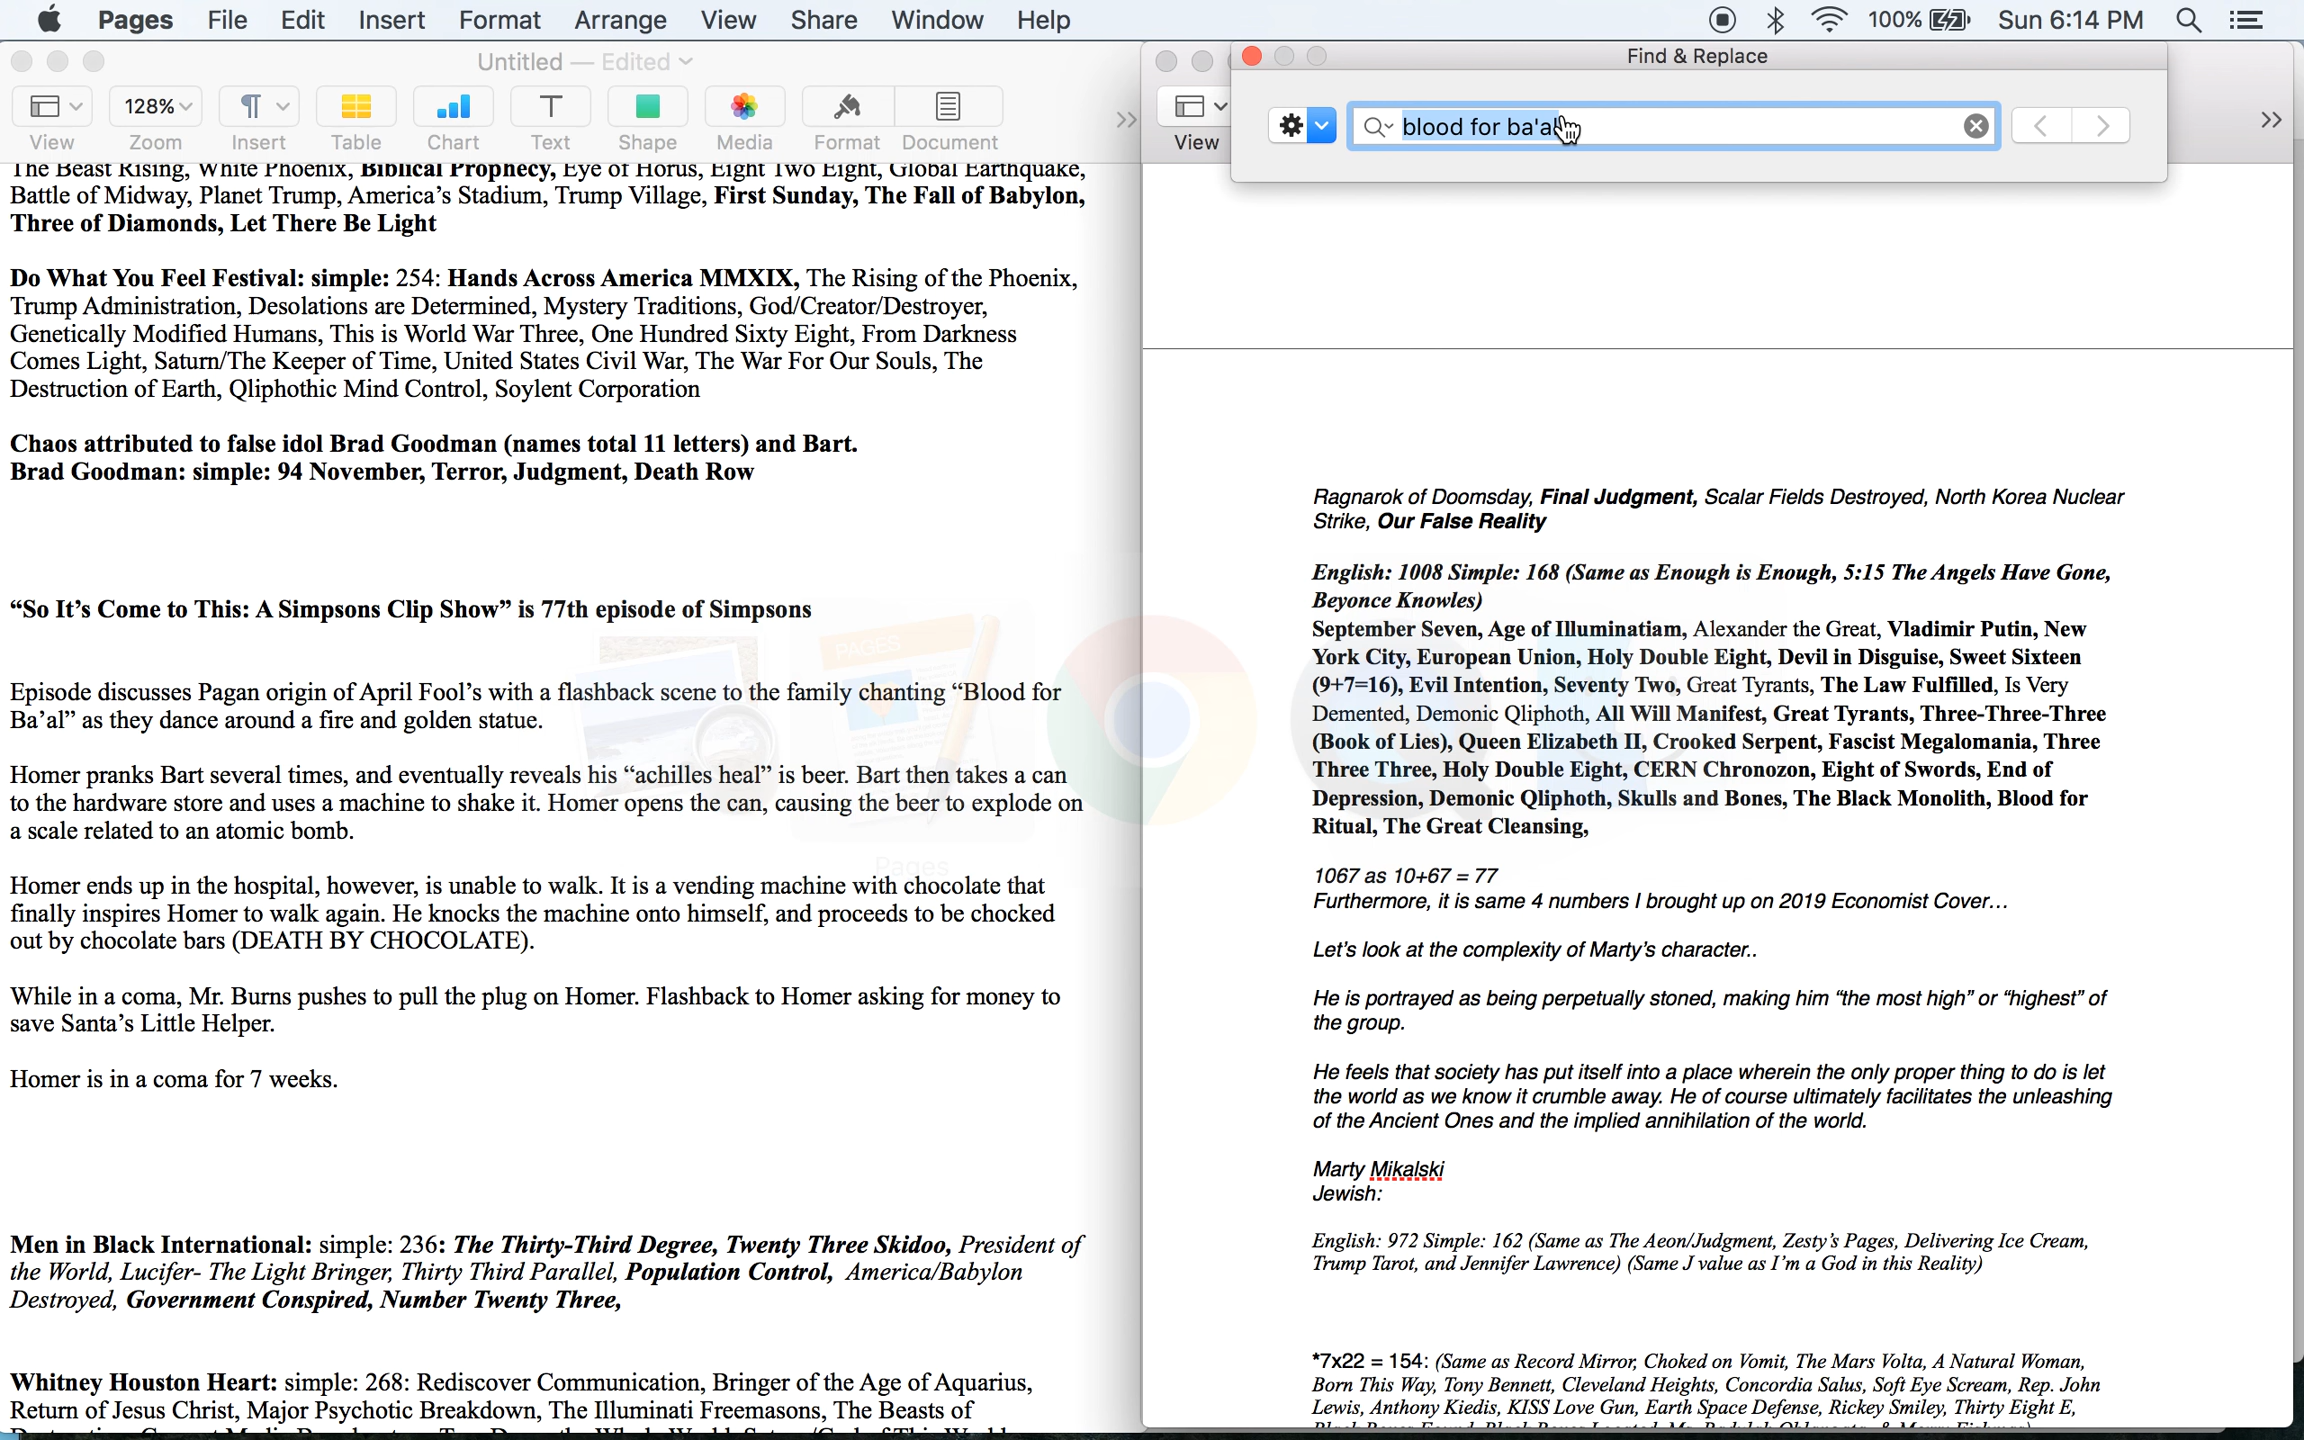 Pages File Edit Insert Format Arrange View Share Window Help 100% Sun 6:14 PM
Untitled — Edited
128%
View Zoom Insert Table Chart Text Shape Media Format Document
The Beast Rising, White Phoenix, Biblical Prophecy, Eye of Horus, Eight Two Eight, Global Earthquake,
Battle of Midway, Planet Trump, America's Stadium, Trump Village, First Sunday, The Fall of Babylon,
Three of Diamonds, Let There Be Light
Do What You Feel Festival: simple: 254: Hands Across America MMXIX, The Rising of the Phoenix,
Trump Administration, Desolations are Determined, Mystery Traditions, God/Creator/Destroyer,
Genetically Modified Humans, This is World War Three, One Hundred Sixty Eight, From Darkness
Comes Light, Saturn/The Keeper of Time, United States Civil War, The War For Our Souls, The
Destruction of Earth, Qliphothic Mind Control, Soylent Corporation
Chaos attributed to false idol Brad Goodman (names total 11 letters) and Bart.
Brad Goodman: simple: 94 November, Terror, Judgment, Death Row
“So It’s Come to This: A Simpsons Clip Show” is 77th episode of Simpsons
Episode discusses Pagan origin of April Fool’s with a flashback scene to the family chanting “Blood for
Ba’al” as they dance around a fire and golden statue.
Homer pranks Bart several times, and eventually reveals his “achilles heal” is beer. Bart then takes a can
to the hardware store and uses a machine to shake it. Homer opens the can, causing the beer to explode on
a scale related to an atomic bomb.
Homer ends up in the hospital, however, is unable to walk. It is a vending machine with chocolate that
finally inspires Homer to walk again. He knocks the machine onto himself, and proceeds to be chocked
out by chocolate bars (DEATH BY CHOCOLATE).
While in a coma, Mr. Burns pushes to pull the plug on Homer. Flashback to Homer asking for money to
save Santa’s Little Helper.
Homer is in a coma for 7 weeks.
Men in Black International: simple: 236: The Thirty-Third Degree, Twenty Three Skidoo, President of
the World, Lucifer- The Light Bringer, Thirty Third Parallel, Population Control, America/Babylon
Destroyed, Government Conspired, Number Twenty Three,
Whitney Houston Heart: simple: 268: Rediscover Communication, Bringer of the Age of Aquarius,
Return of Jesus Christ, Major Psychotic Breakdown, The Illuminati Freemasons, The Beasts of
PAGES
Pages
Find & Replace
blood for ba'al
View
Ragnarok of Doomsday, Final Judgment, Scalar Fields Destroyed, North Korea Nuclear
Strike, Our False Reality
English: 1008 Simple: 168 (Same as Enough is Enough, 5:15 The Angels Have Gone,
Beyonce Knowles)
September Seven, Age of Illuminatiam, Alexander the Great, Vladimir Putin, New
York City, European Union, Holy Double Eight, Devil in Disguise, Sweet Sixteen
(9+7=16), Evil Intention, Seventy Two, Great Tyrants, The Law Fulfilled, Is Very
Demented, Demonic Qliphoth, All Will Manifest, Great Tyrants, Three-Three-Three
(Book of Lies), Queen Elizabeth II, Crooked Serpent, Fascist Megalomania, Three
Three Three, Holy Double Eight, CERN Chronozon, Eight of Swords, End of
Depression, Demonic Qliphoth, Skulls and Bones, The Black Monolith, Blood for
Ritual, The Great Cleansing,
1067 as 10+67 = 77
Furthermore, it is same 4 numbers I brought up on 2019 Economist Cover…
Let’s look at the complexity of Marty’s character..
He is portrayed as being perpetually stoned, making him “the most high” or “highest” of
the group.
He feels that society has put itself into a place wherein the only proper thing to do is let
the world as we know it crumble away. He of course ultimately facilitates the unleashing
of the Ancient Ones and the implied annihilation of the world.
Marty Mikalski
Jewish:
English: 972 Simple: 162 (Same as The Aeon/Judgment, Zesty’s Pages, Delivering Ice Cream,
Trump Tarot, and Jennifer Lawrence) (Same J value as I’m a God in this Reality)
*7x22 = 154: (Same as Record Mirror, Choked on Vomit, The Mars Volta, A Natural Woman,
Born This Way, Tony Bennett, Cleveland Heights, Concordia Salus, Soft Eye Scream, Rep. John
Lewis, Anthony Kiedis, KISS Love Gun, Earth Space Defense, Rickey Smiley, Thirty Eight E,